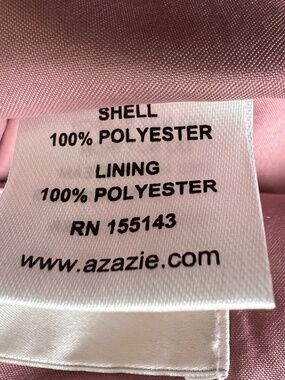 SHELL
100% POLYESTER
LINING
100% POLYESTER
RN 155143
www.azazie.com